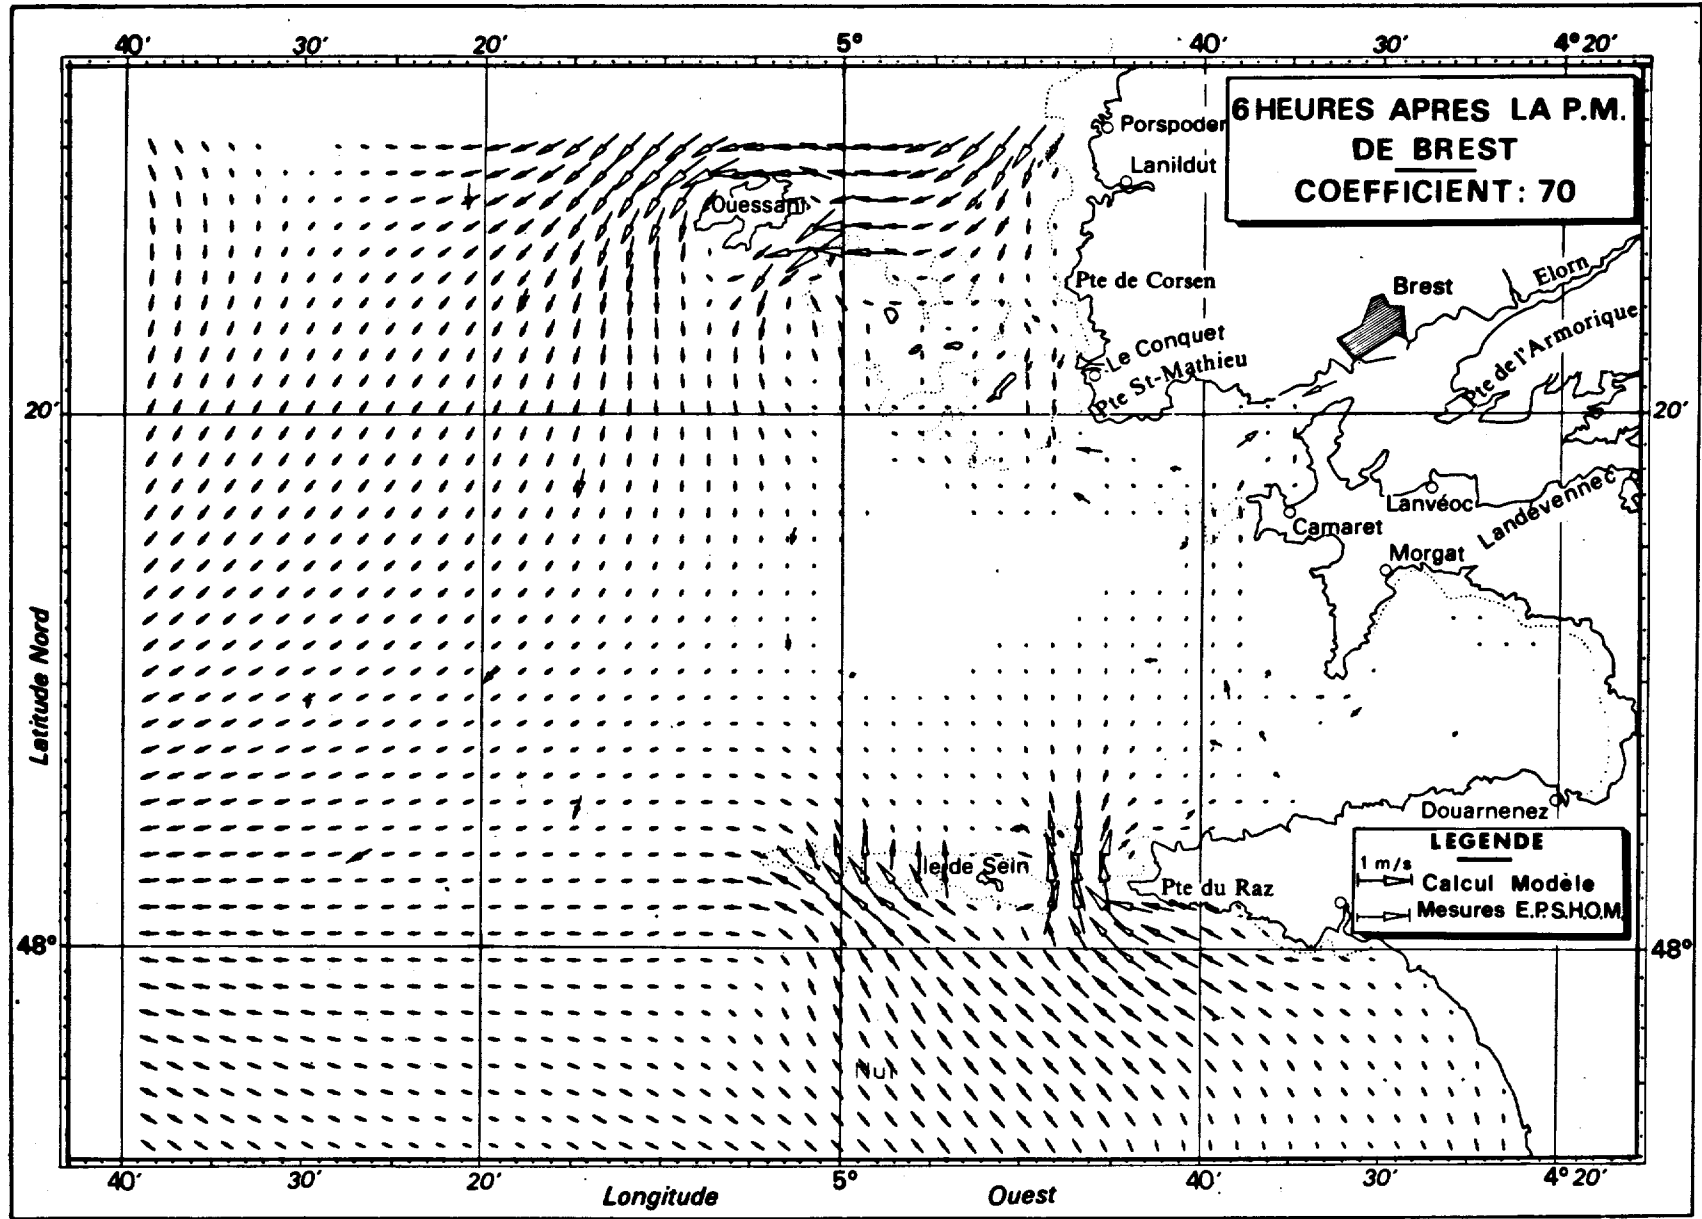 40' 30' 20' 5° 40' 30' 4° 20'
6 HEURES APRES LA P.M.
DE BREST
COEFFICIENT: 70
Porspoder
Lanildut
Ouessant
Elorn
Pte de Corsen
Brest
Pte de l'Armorique
Le Conquet
Pte St-Mathieu
20' 20'
Lanvéoc
Landévennec
Camaret
Morgat
Latitude Nord
Douarnenez
LEGENDE
1 m/s
Calcul Modèle
Mesures E.P.S.H.O.M.
Ile de Sein
Pte du Raz
48° 48°
Nul
40' 30' 20' 5° 40' 30' 4° 20'
Longitude Ouest